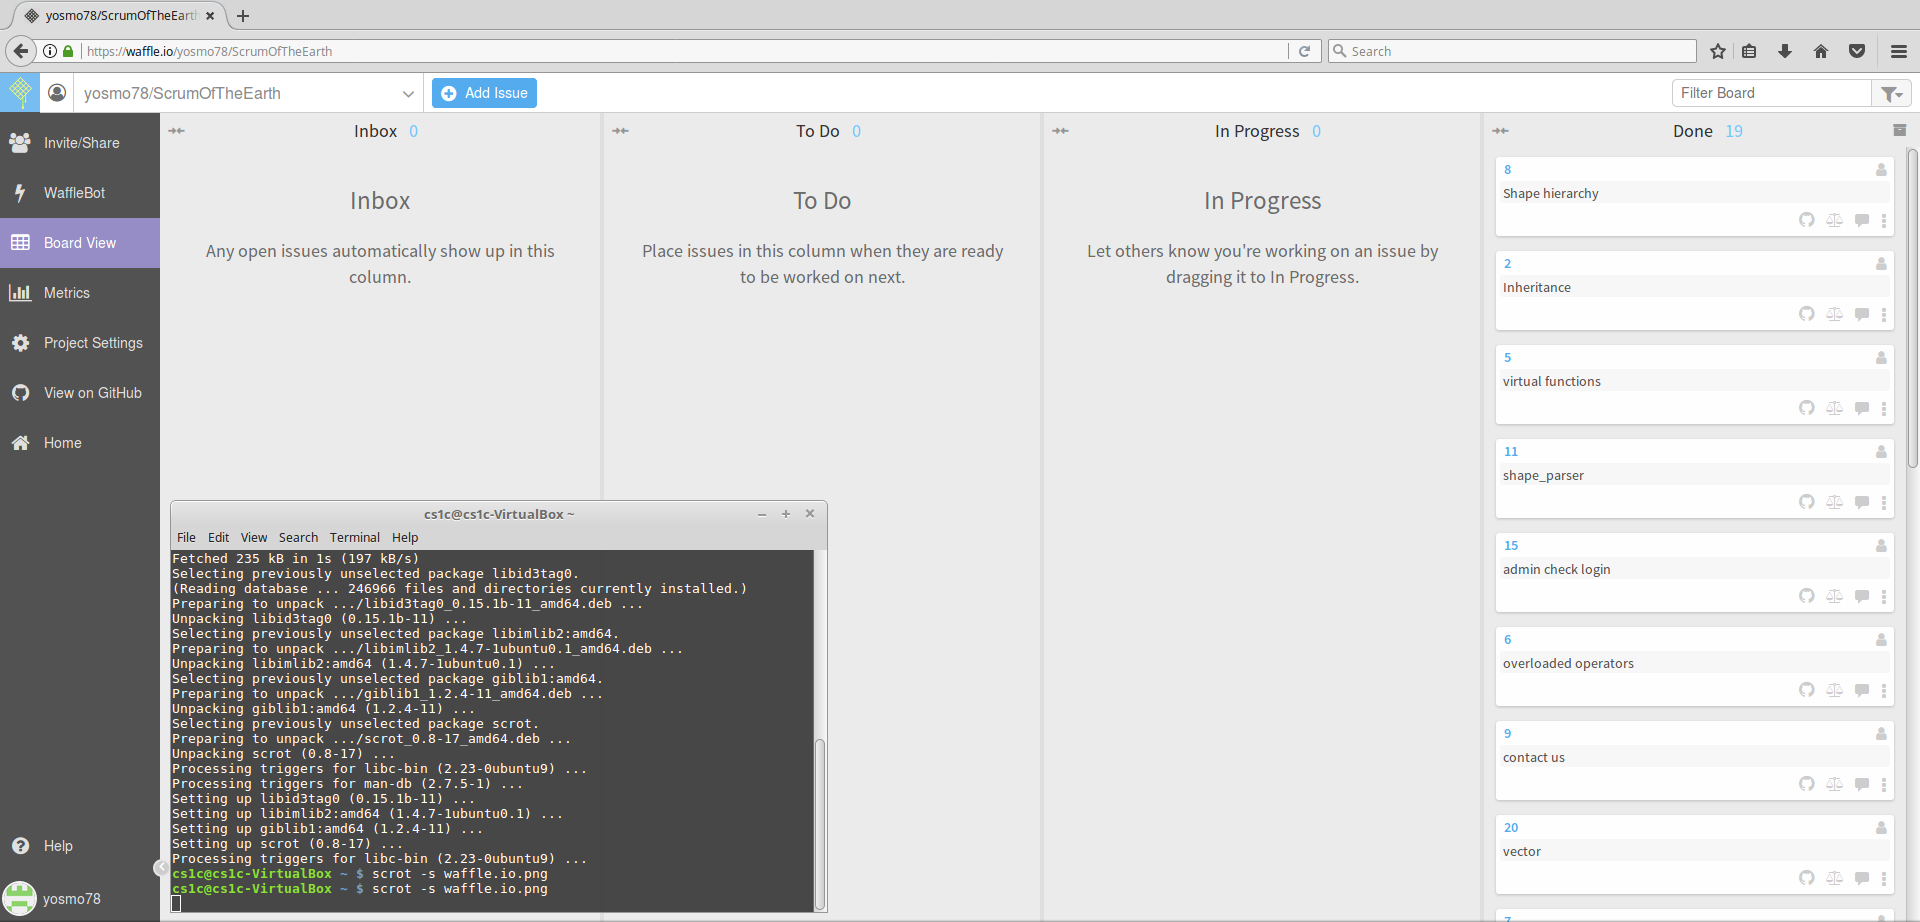 yosmo78/ScrumOfTheEarth
https://waffle.io/yosmo78/ScrumOfTheEarth
Search
yosmo78/ScrumOfTheEarth
Add Issue
Filter Board
Invite/Share
WaffleBot
Board View
Metrics
Project Settings
View on GitHub
Home
Help
yosmo78
Inbox 0
Inbox
Any open issues automatically show up in this
column.
To Do 0
To Do
Place issues in this column when they are ready
to be worked on next.
In Progress 0
In Progress
Let others know you're working on an issue by
dragging it to In Progress.
Done 19
8
Shape hierarchy
2
Inheritance
5
virtual functions
11
shape_parser
15
admin check login
6
overloaded operators
9
contact us
20
vector
cs1c@cs1c-VirtualBox ~
File Edit View Search Terminal Help
Fetched 235 kB in 1s (197 kB/s)
Selecting previously unselected package libid3tag0.
(Reading database ... 246966 files and directories currently installed.)
Preparing to unpack .../libid3tag0_0.15.1b-11_amd64.deb ...
Unpacking libid3tag0 (0.15.1b-11) ...
Selecting previously unselected package libimlib2:amd64.
Preparing to unpack .../libimlib2_1.4.7-1ubuntu0.1_amd64.deb ...
Unpacking libimlib2:amd64 (1.4.7-1ubuntu0.1) ...
Selecting previously unselected package giblib1:amd64.
Preparing to unpack .../giblib1_1.2.4-11_amd64.deb ...
Unpacking giblib1:amd64 (1.2.4-11) ...
Selecting previously unselected package scrot.
Preparing to unpack .../scrot_0.8-17_amd64.deb ...
Unpacking scrot (0.8-17) ...
Processing triggers for libc-bin (2.23-0ubuntu9) ...
Processing triggers for man-db (2.7.5-1) ...
Setting up libid3tag0 (0.15.1b-11) ...
Setting up libimlib2:amd64 (1.4.7-1ubuntu0.1) ...
Setting up giblib1:amd64 (1.2.4-11) ...
Setting up scrot (0.8-17) ...
Processing triggers for libc-bin (2.23-0ubuntu9) ...
cs1c@cs1c-VirtualBox ~ $ scrot -s waffle.io.png
cs1c@cs1c-VirtualBox ~ $ scrot -s waffle.io.png